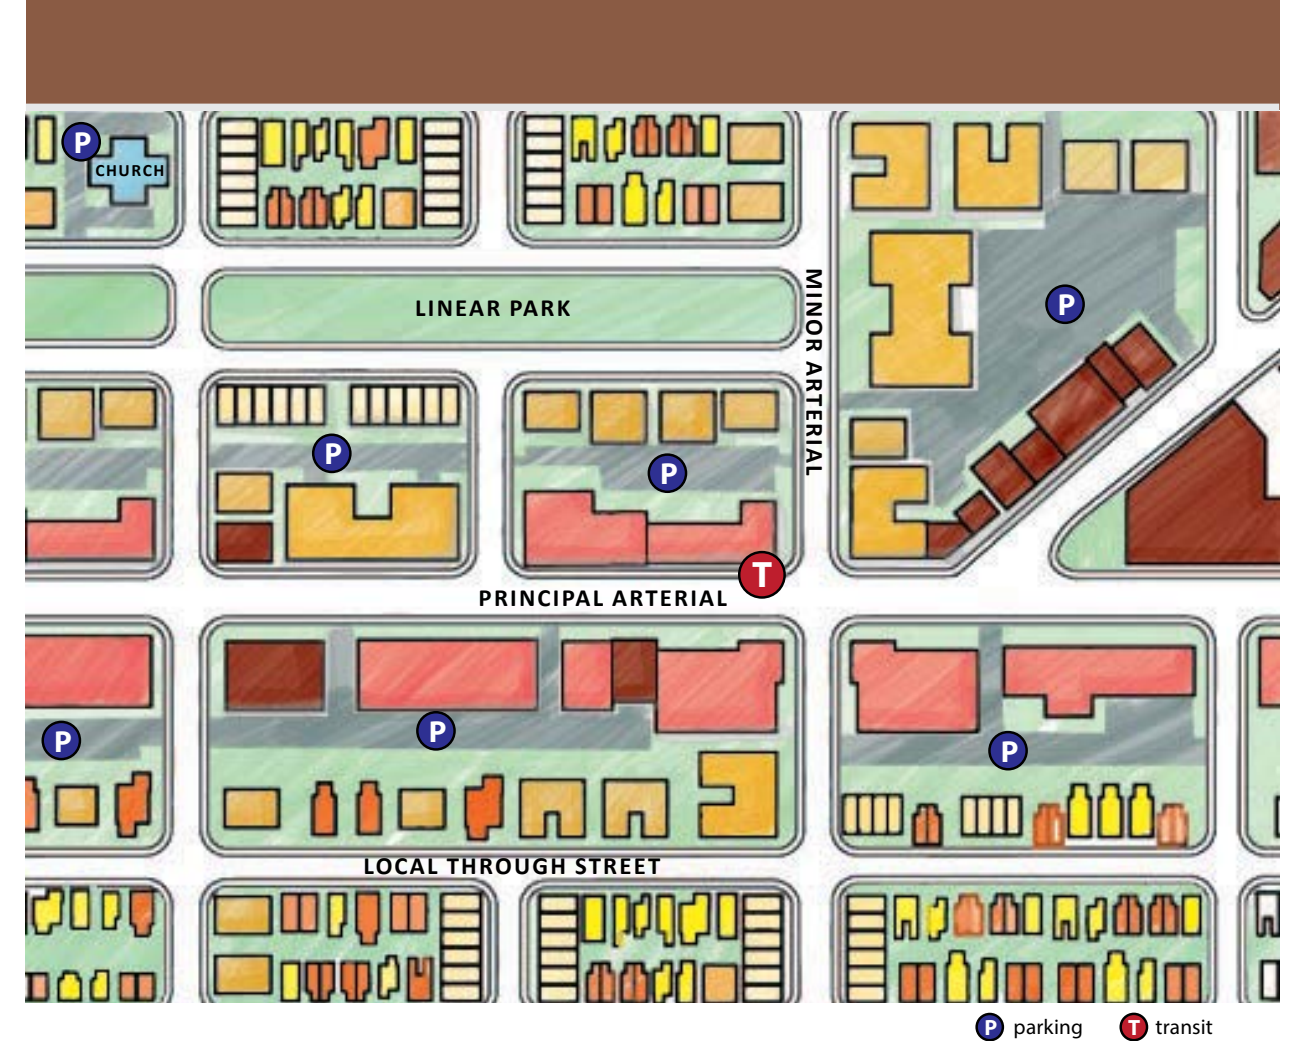 P
CHURCH
LINEAR PARK
MINOR ARTERIAL
P
P
P
T
PRINCIPAL ARTERIAL
P
P
P
LOCAL THROUGH STREET
P parking T transit